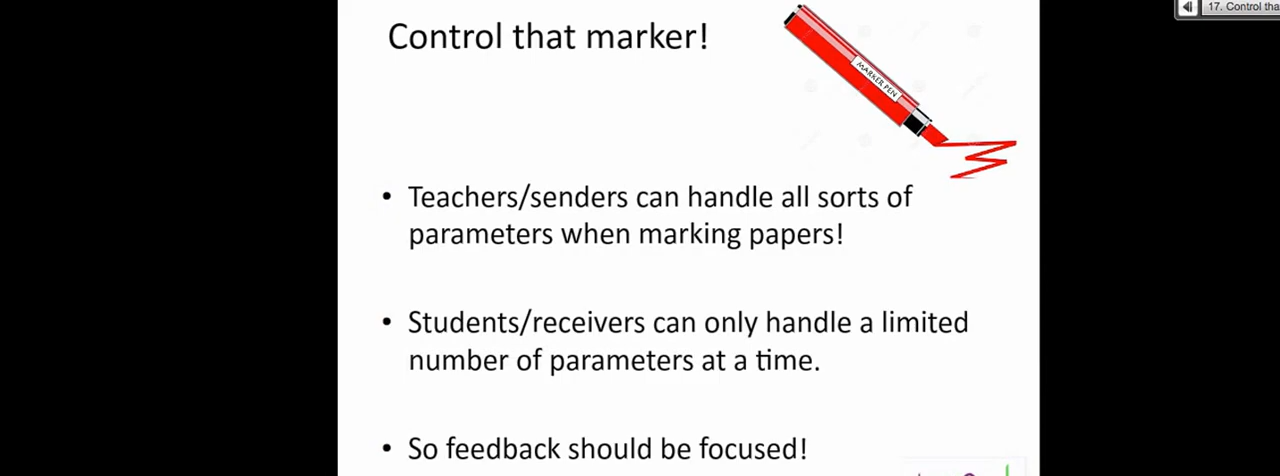 17. Control tha
Control that marker!
MARKER PEN
• Teachers/senders can handle all sorts of
parameters when marking papers!
• Students/receivers can only handle a limited
number of parameters at a time.
• So feedback should be focused!